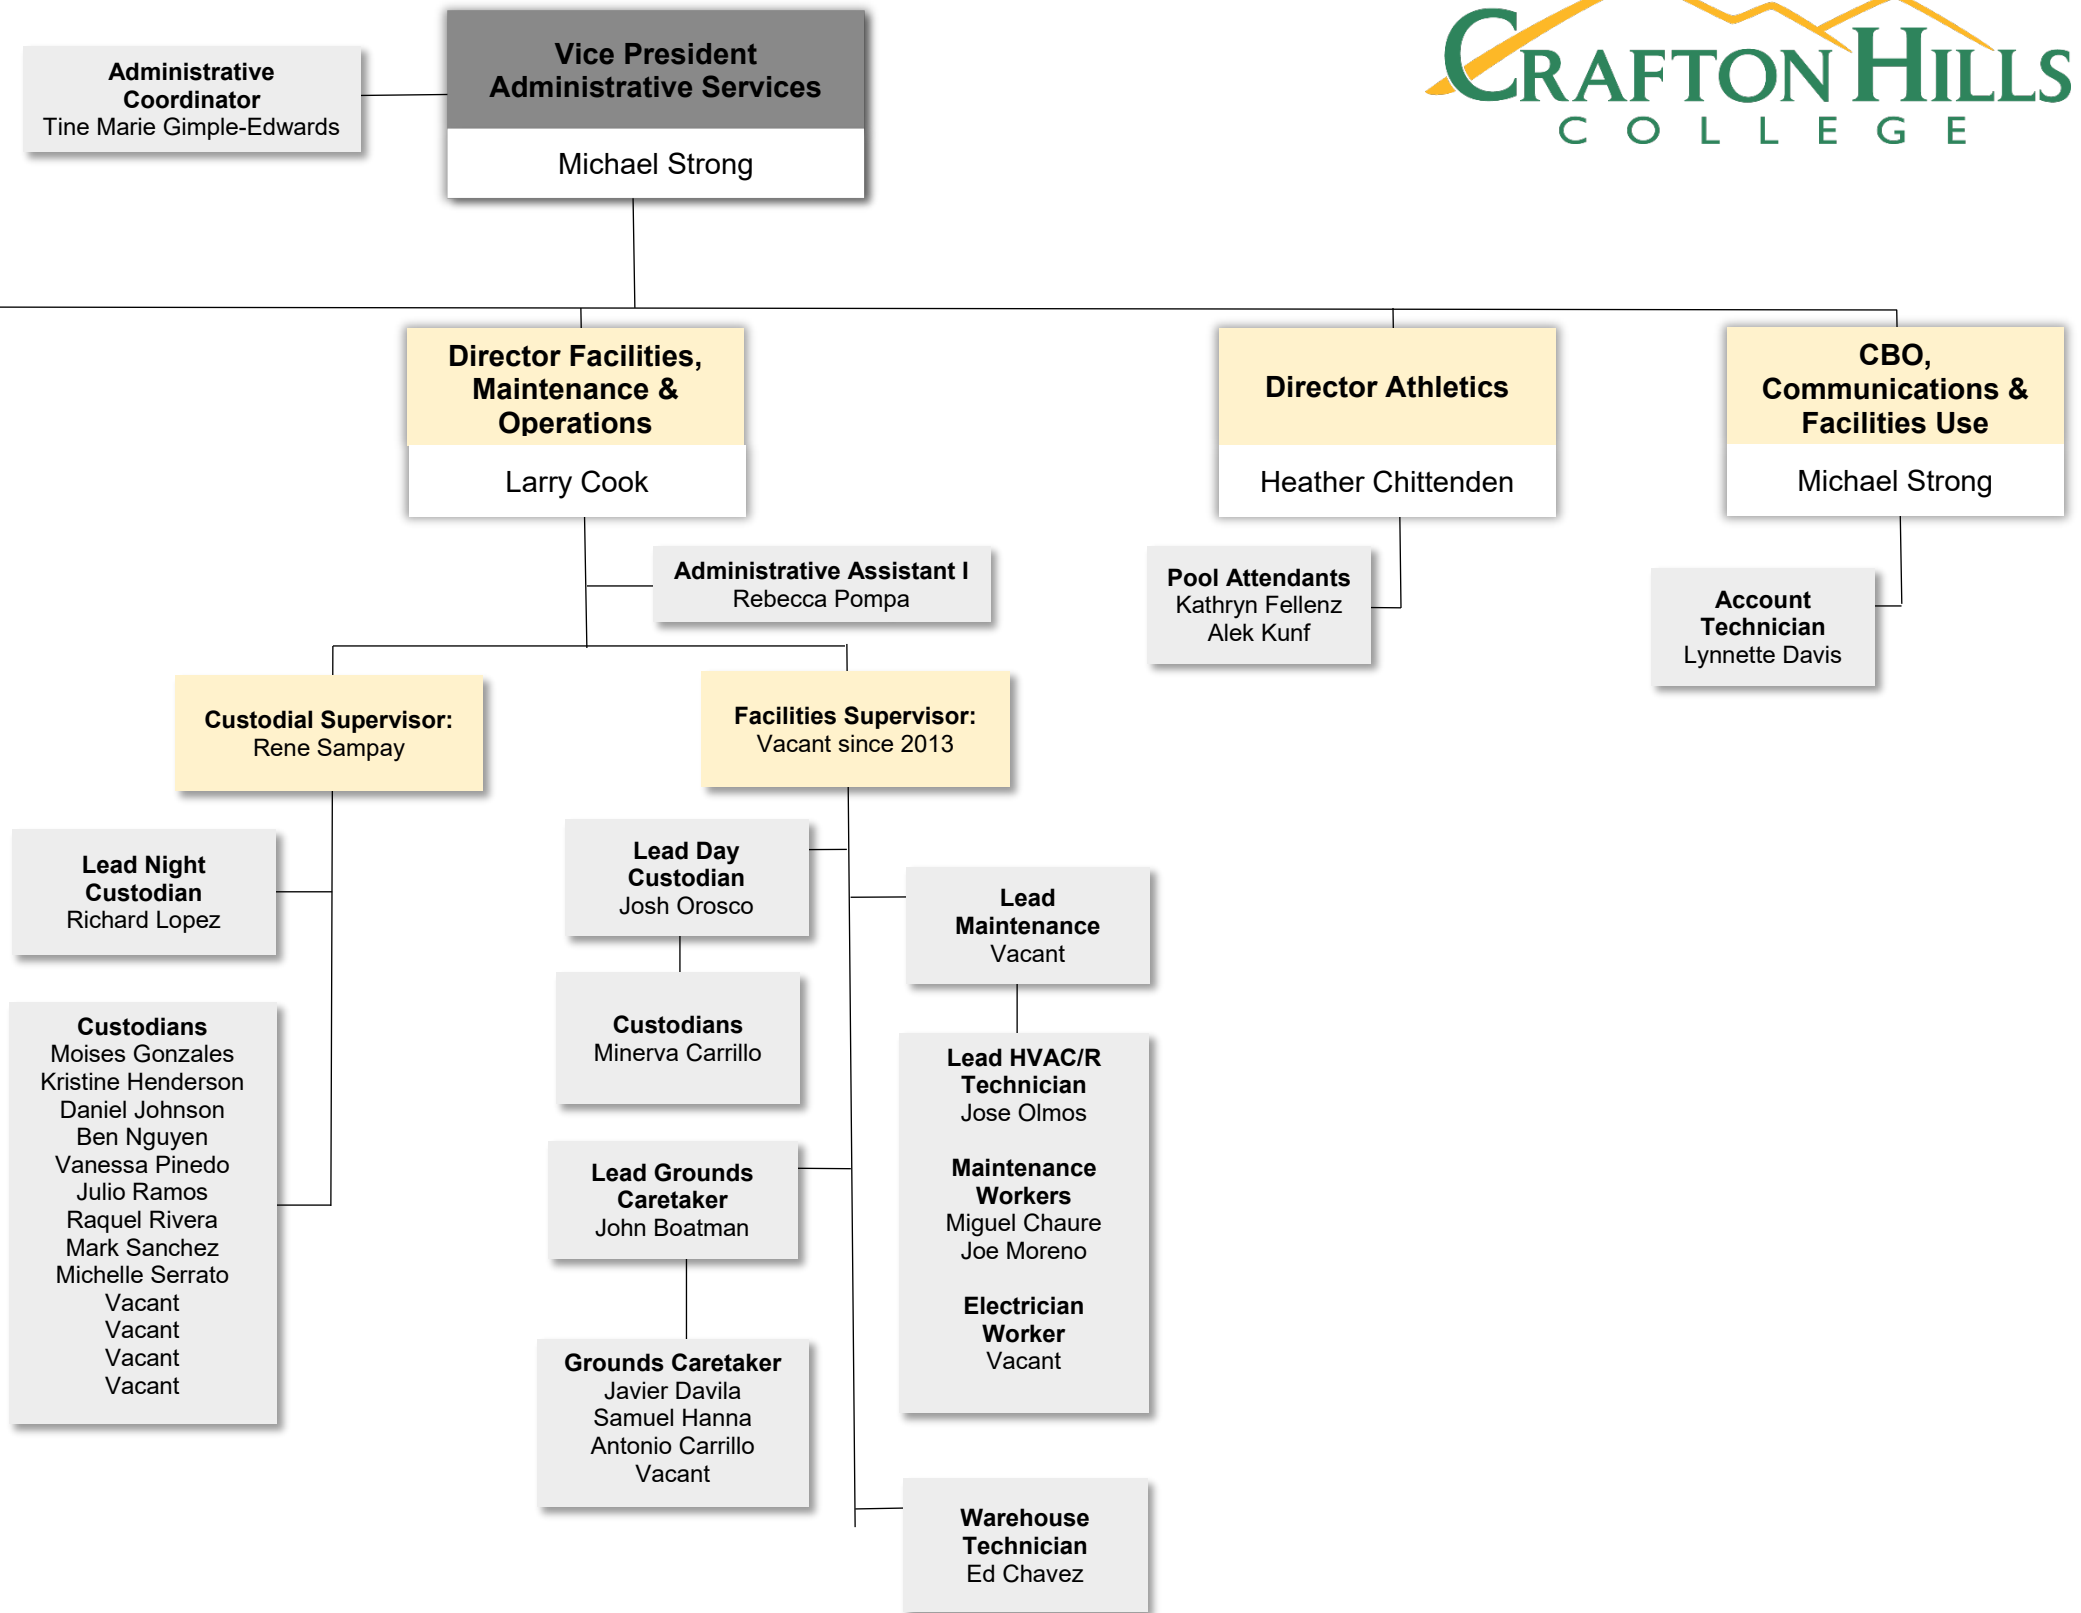 CRAFTON HILLS
COLLEGE
Administrative
Coordinator
Tine Marie Gimple-Edwards
Vice President
Administrative Services
Michael Strong
Director Facilities,
Maintenance &
Operations
Larry Cook
Director Athletics
Heather Chittenden
CBO,
Communications &
Facilities Use
Michael Strong
Administrative Assistant I
Rebecca Pompa
Pool Attendants
Kathryn Fellenz
Alek Kunf
Account
Technician
Lynnette Davis
Custodial Supervisor:
Rene Sampay
Facilities Supervisor:
Vacant since 2013
Lead Night
Custodian
Richard Lopez
Custodians
Moises Gonzales
Kristine Henderson
Daniel Johnson
Ben Nguyen
Vanessa Pinedo
Julio Ramos
Raquel Rivera
Mark Sanchez
Michelle Serrato
Vacant
Vacant
Vacant
Vacant
Lead Day
Custodian
Josh Orosco
Custodians
Minerva Carrillo
Lead Grounds
Caretaker
John Boatman
Grounds Caretaker
Javier Davila
Samuel Hanna
Antonio Carrillo
Vacant
Lead
Maintenance
Vacant
Lead HVAC/R
Technician
Jose Olmos
Maintenance
Workers
Miguel Chaure
Joe Moreno
Electrician
Worker
Vacant
Warehouse
Technician
Ed Chavez